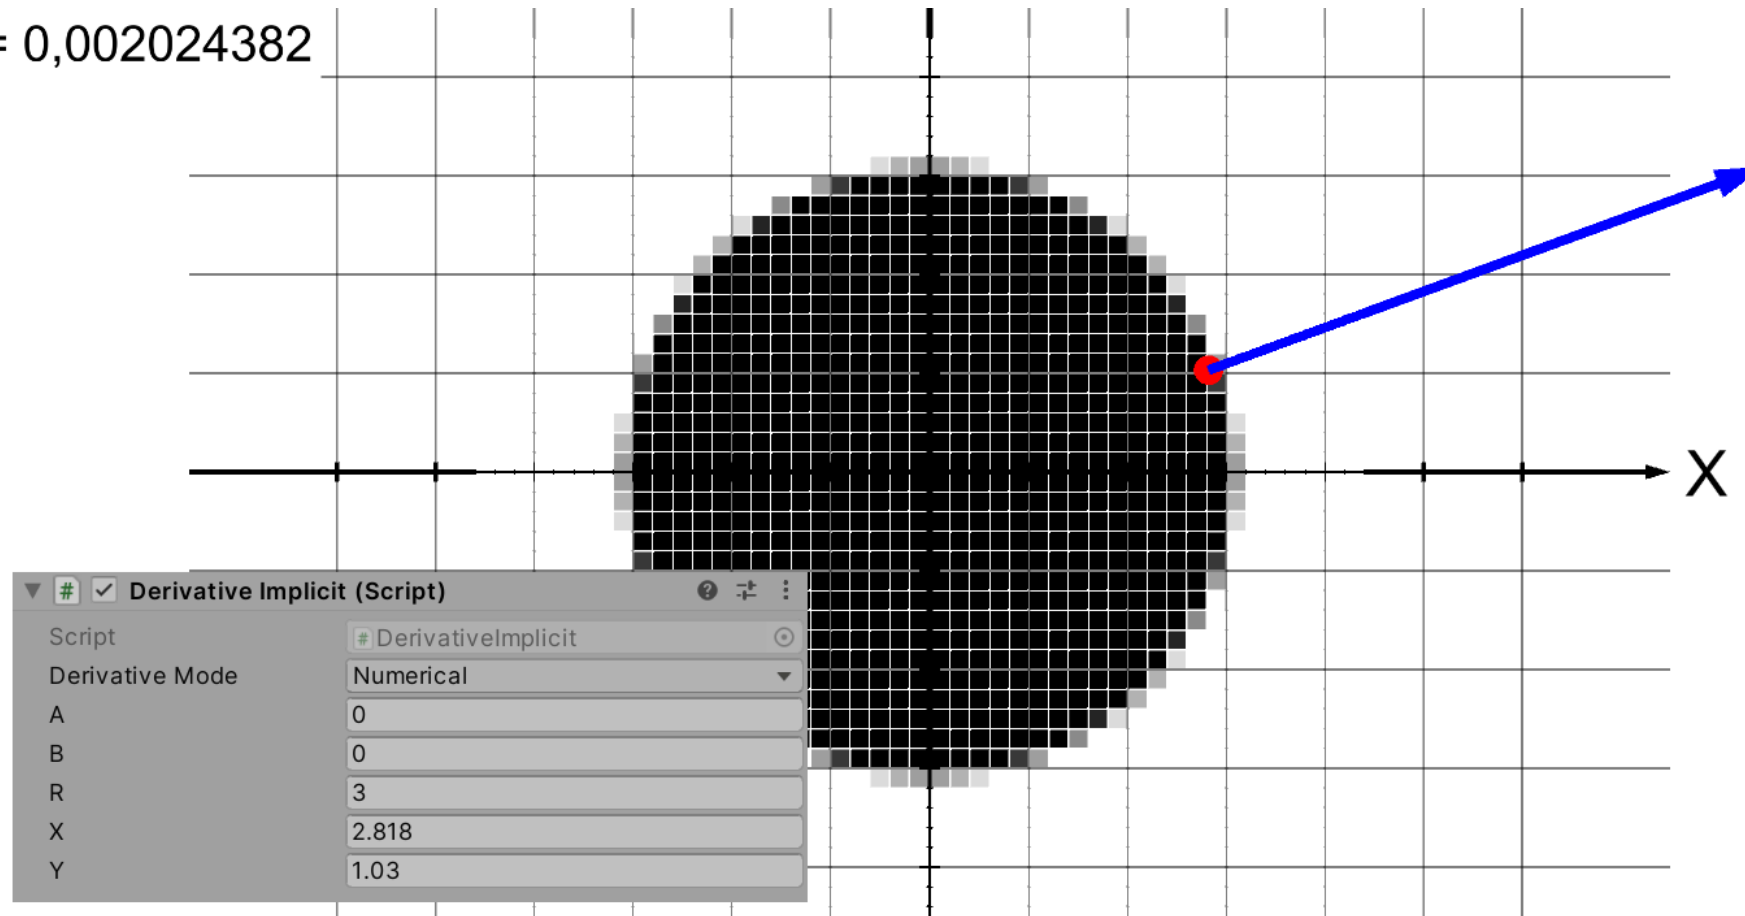 = 0,002024382
X
Derivative Implicit (Script)
Script # DerivativeImplicit
Derivative Mode Numerical
A 0
B 0
R 3
X 2.818
Y 1.03